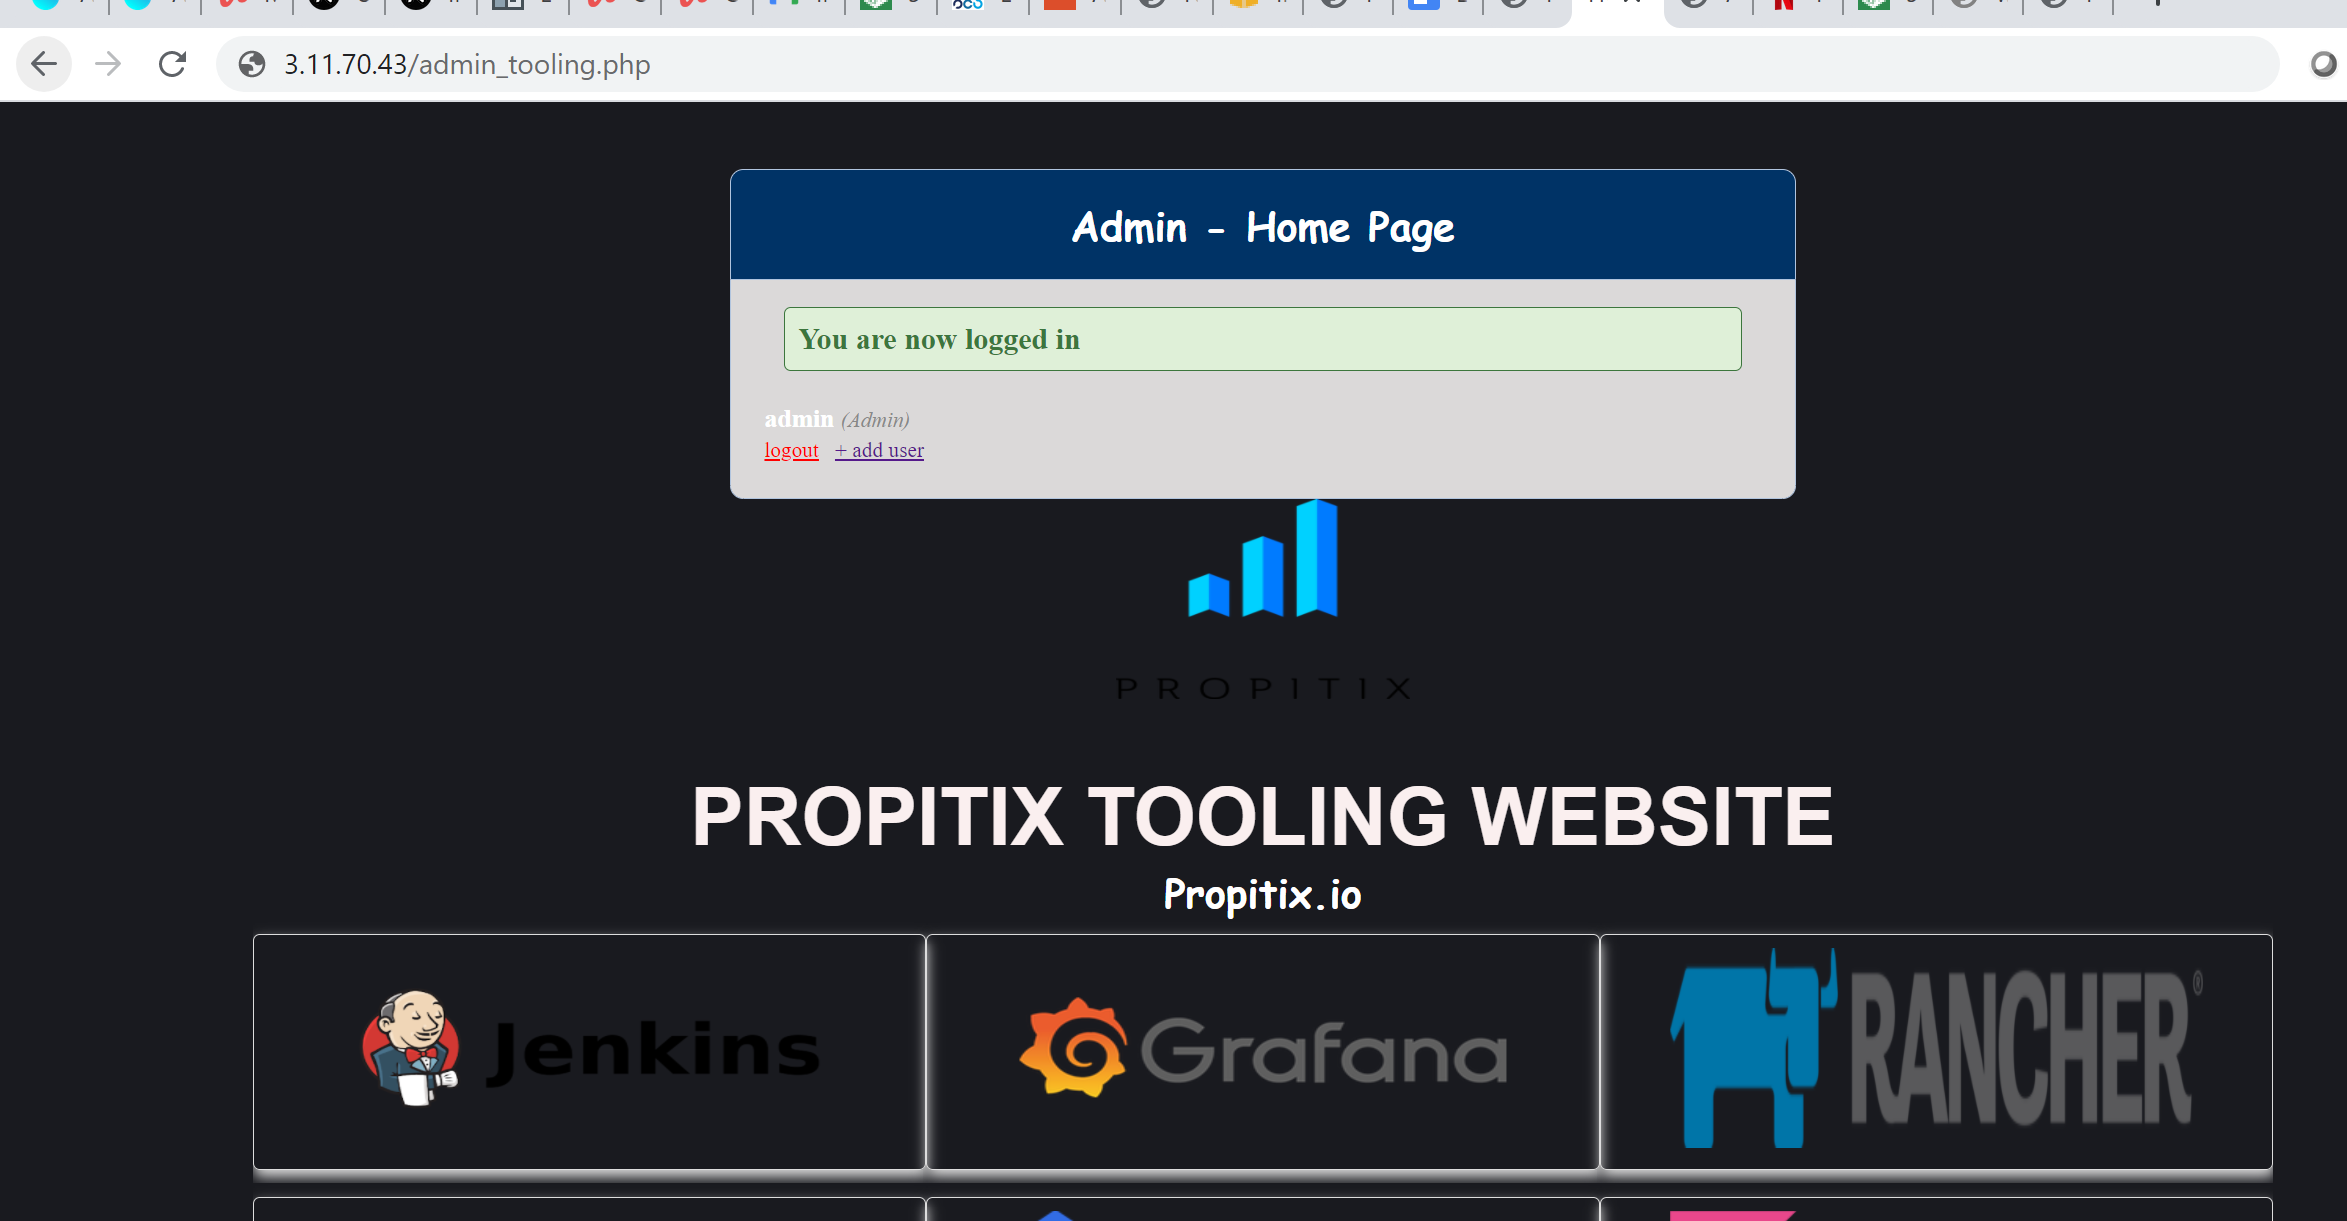 3.11.70.43/admin_tooling.php
Admin - Home Page
You are now logged in
admin (Admin)
logout + add user
PROPITIX
PROPITIX TOOLING WEBSITE
Propitix.io
Jenkins
Grafana
RANCHER®